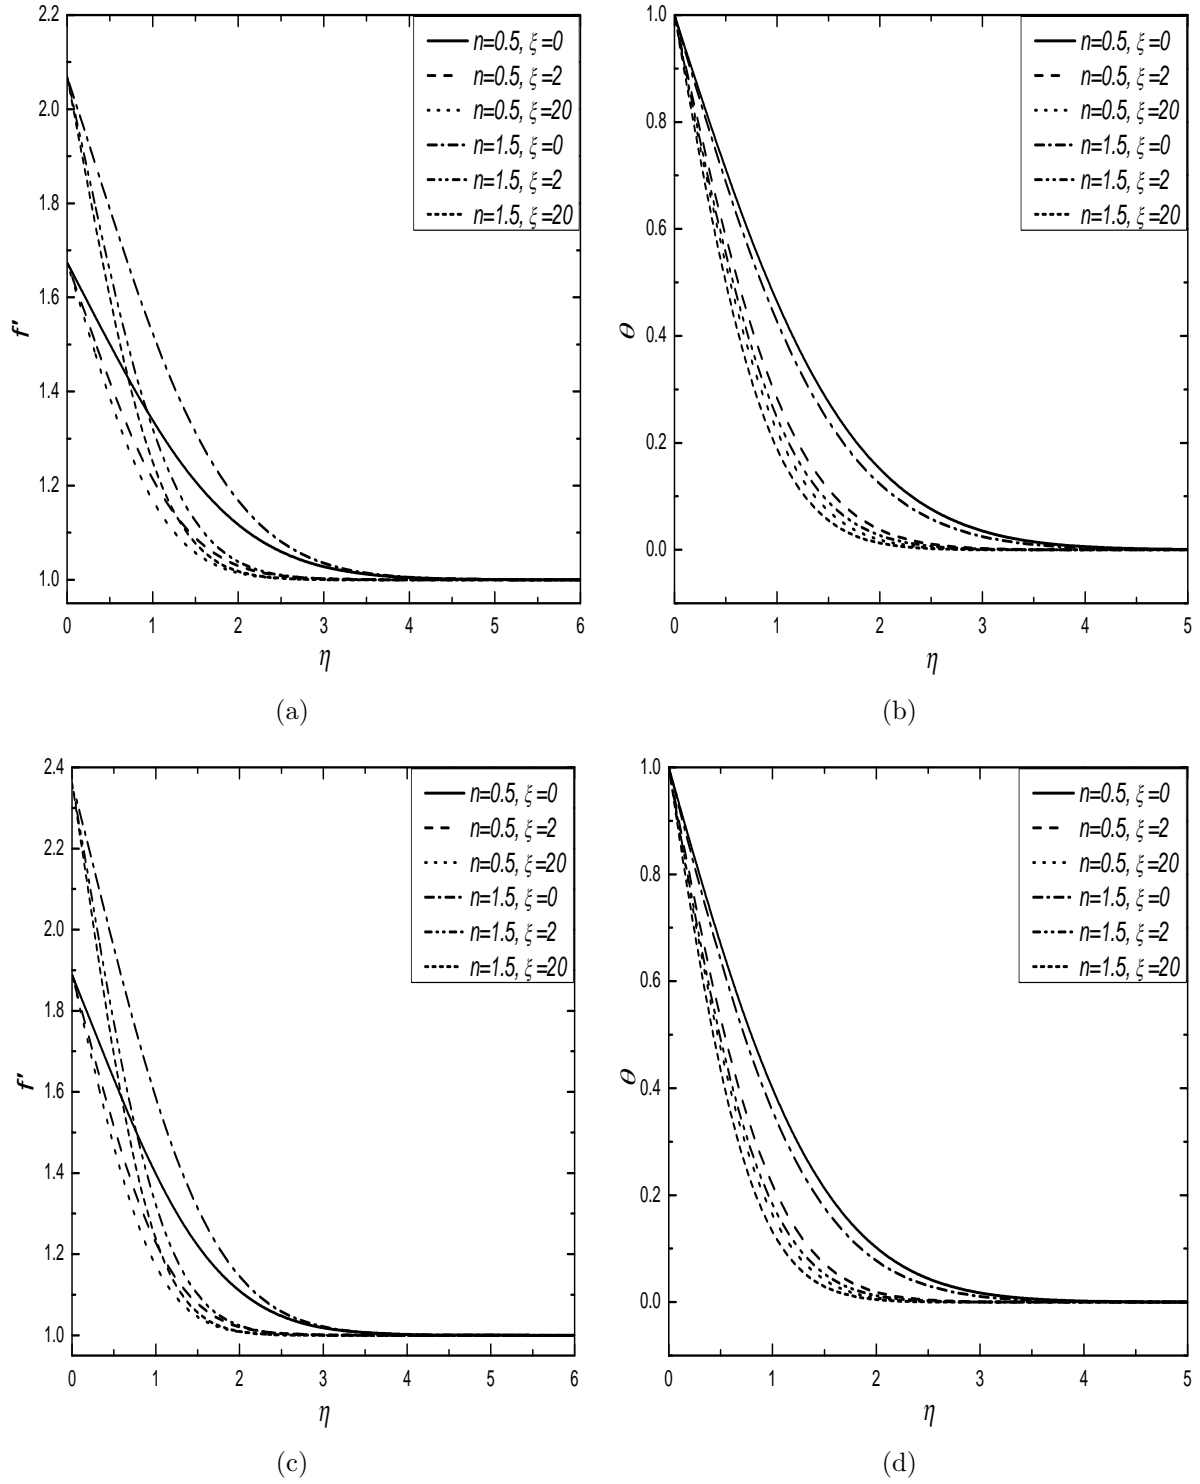 2.2
2.0
1.8
1.6
1.4
1.2
1.0
f'
0 1 2 3 4 5 6
η
n=0.5, ξ=0
n=0.5, ξ=2
n=0.5, ξ=20
n=1.5, ξ=0
n=1.5, ξ=2
n=1.5, ξ=20
(a)
1.0
0.8
0.6
0.4
0.2
0.0
θ
0 1 2 3 4 5
η
n=0.5, ξ=0
n=0.5, ξ=2
n=0.5, ξ=20
n=1.5, ξ=0
n=1.5, ξ=2
n=1.5, ξ=20
(b)
2.4
2.2
2.0
1.8
1.6
1.4
1.2
1.0
f'
0 1 2 3 4 5 6
η
n=0.5, ξ=0
n=0.5, ξ=2
n=0.5, ξ=20
n=1.5, ξ=0
n=1.5, ξ=2
n=1.5, ξ=20
(c)
1.0
0.8
0.6
0.4
0.2
0.0
θ
0 1 2 3 4 5
η
n=0.5, ξ=0
n=0.5, ξ=2
n=0.5, ξ=20
n=1.5, ξ=0
n=1.5, ξ=2
n=1.5, ξ=20
(d)